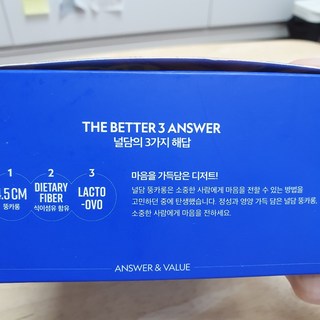 THE BETTER 3 ANSWER
널담의 3가지 해답
1
4.5CM
뚱카롱
2
DIETARY
FIBER
식이섬유 함유
3
LACTO
-OVO
마음을 가득담은 디저트!
널담 뚱카롱은 소중한 사람에게 마음을 전할 수 있는 방법을
고민하던 중에 탄생했습니다. 정성과 영양 가득 담은 널담 뚱카롱,
소중한 사람에게 마음을 전하세요.
ANSWER & VALUE